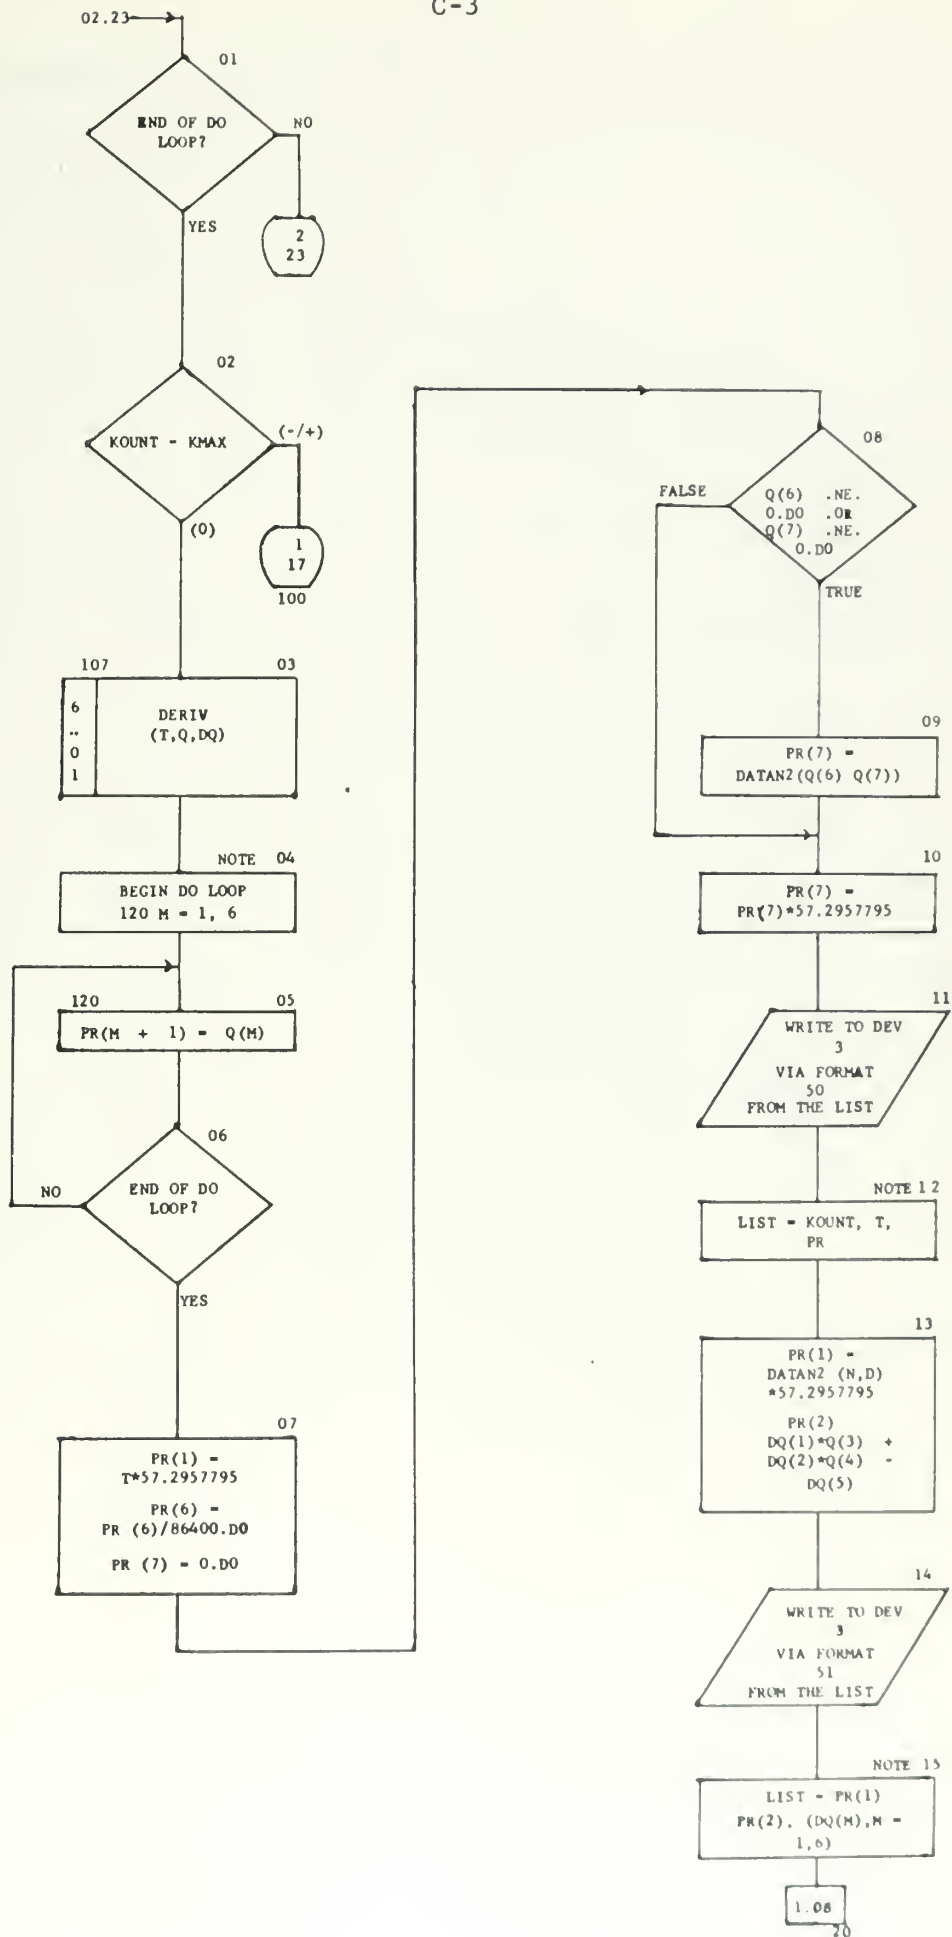 C-3
02.23
01
END OF DO
LOOP?
NO
2
23
YES
02
KOUNT - KMAX
(-/+)
1
17
100
(0)
107
03
6
..
0
1
DERIV
(T,Q,DQ)
NOTE 04
BEGIN DO LOOP
120 M = 1, 6
120
05
PR(M + 1) = Q(M)
06
END OF DO
LOOP?
NO
YES
07
PR(1) =
T*57.2957795
PR(6) =
PR (6)/86400.D0
PR (7) = 0.D0
08
Q(6) .NE.
0.DO .OR
Q(7) .NE.
0.DO
FALSE
TRUE
09
PR(7) =
DATAN2(Q(6) Q(7))
10
PR(7) =
PR(7)*57.2957795
11
WRITE TO DEV
3
VIA FORMAT
50
FROM THE LIST
NOTE 12
LIST = KOUNT, T,
PR
13
PR(1) =
DATAN2 (N,D)
*57.2957795
PR(2)
DQ(1)*Q(3) +
DQ(2)*Q(4) -
DQ(5)
14
WRITE TO DEV
3
VIA FORMAT
51
FROM THE LIST
NOTE 15
LIST - PR(1)
PR(2). (DQ(M),M =
1,6)
1.08
20